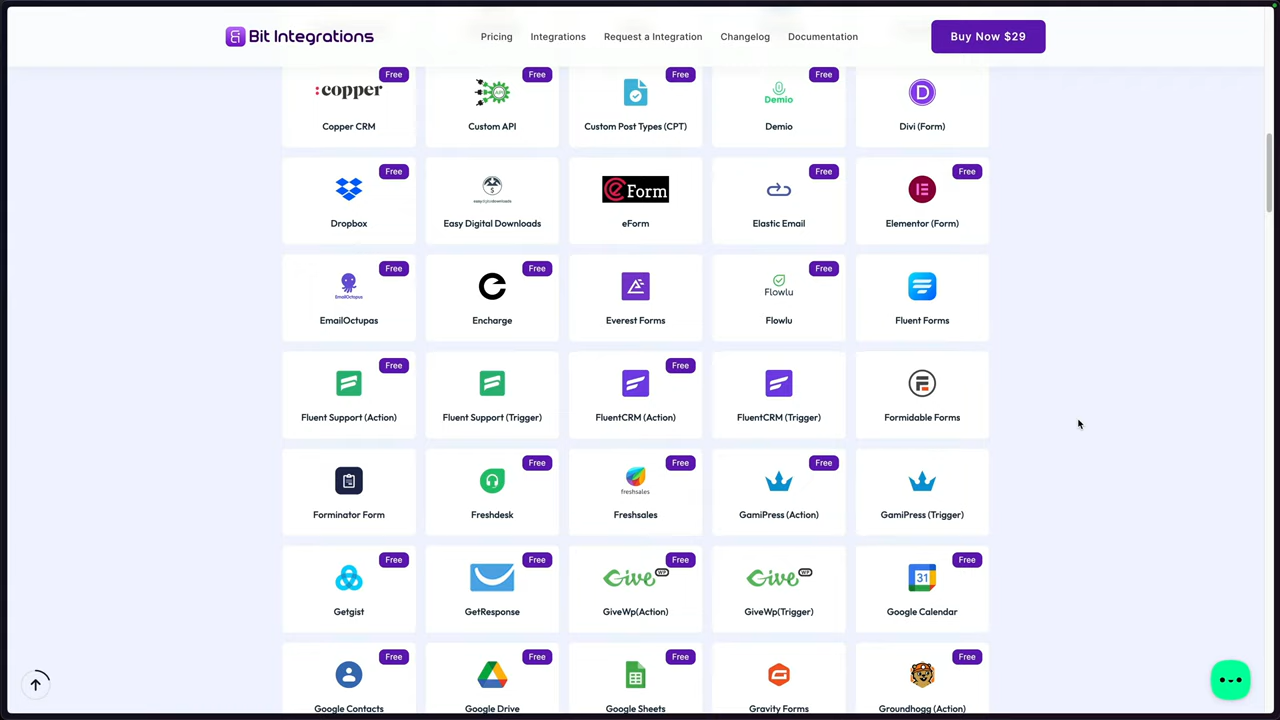 Bit Integrations
Pricing
Integrations
Request a Integration
Changelog
Documentation
Buy Now $29
Free
Free
Free
Free
:copper
API
Demio
D
Copper CRM
Custom API
Custom Post Types (CPT)
Demio
Divi (Form)
Free
Free
Free
eForm
Dropbox
Easy Digital Downloads
eForm
Elastic Email
Elementor (Form)
Free
Free
Free
EmailOctopus
Flowlu
EmailOctupas
Encharge
Everest Forms
Flowlu
Fluent Forms
Free
Free
Fluent Support (Action)
Fluent Support (Trigger)
FluentCRM (Action)
FluentCRM (Trigger)
Formidable Forms
Free
Free
Free
freshsales
Forminator Form
Freshdesk
Freshsales
GamiPress (Action)
GamiPress (Trigger)
Free
Free
Free
Free
Give WP
Give WP
31
Getgist
GetResponse
GiveWp(Action)
GiveWp(Trigger)
Google Calendar
Free
Free
Free
Free
Google Contacts
Google Drive
Google Sheets
Gravity Forms
Groundhogg (Action)